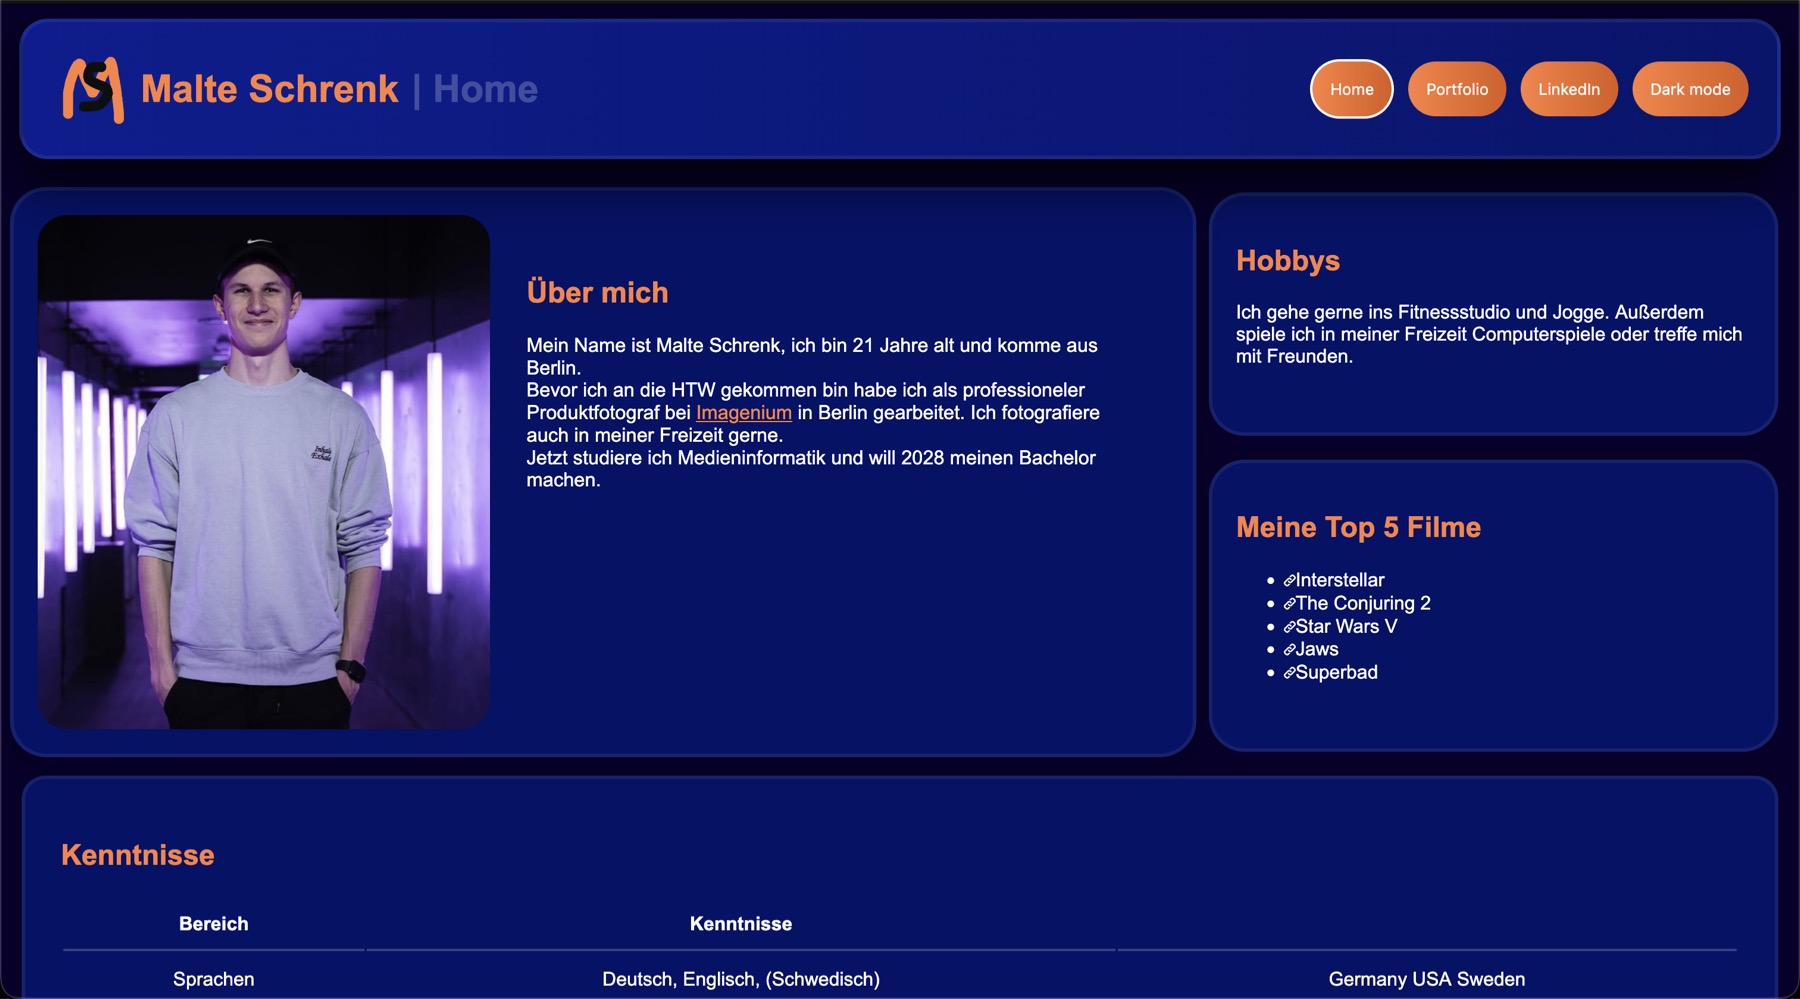 MS Malte Schrenk | Home
Home
Portfolio
LinkedIn
Dark mode
Inhale
Exhale
Über mich
Mein Name ist Malte Schrenk, ich bin 21 Jahre alt und komme aus
Berlin.
Bevor ich an die HTW gekommen bin habe ich als professioneler
Produktfotograf bei Imagenium in Berlin gearbeitet. Ich fotografiere
auch in meiner Freizeit gerne.
Jetzt studiere ich Medieninformatik und will 2028 meinen Bachelor
machen.
Hobbys
Ich gehe gerne ins Fitnessstudio und Jogge. Außerdem
spiele ich in meiner Freizeit Computerspiele oder treffe mich
mit Freunden.
Meine Top 5 Filme
Interstellar
The Conjuring 2
Star Wars V
Jaws
Superbad
Kenntnisse
Bereich Kenntnisse
Sprachen Deutsch, Englisch, (Schwedisch) Germany USA Sweden